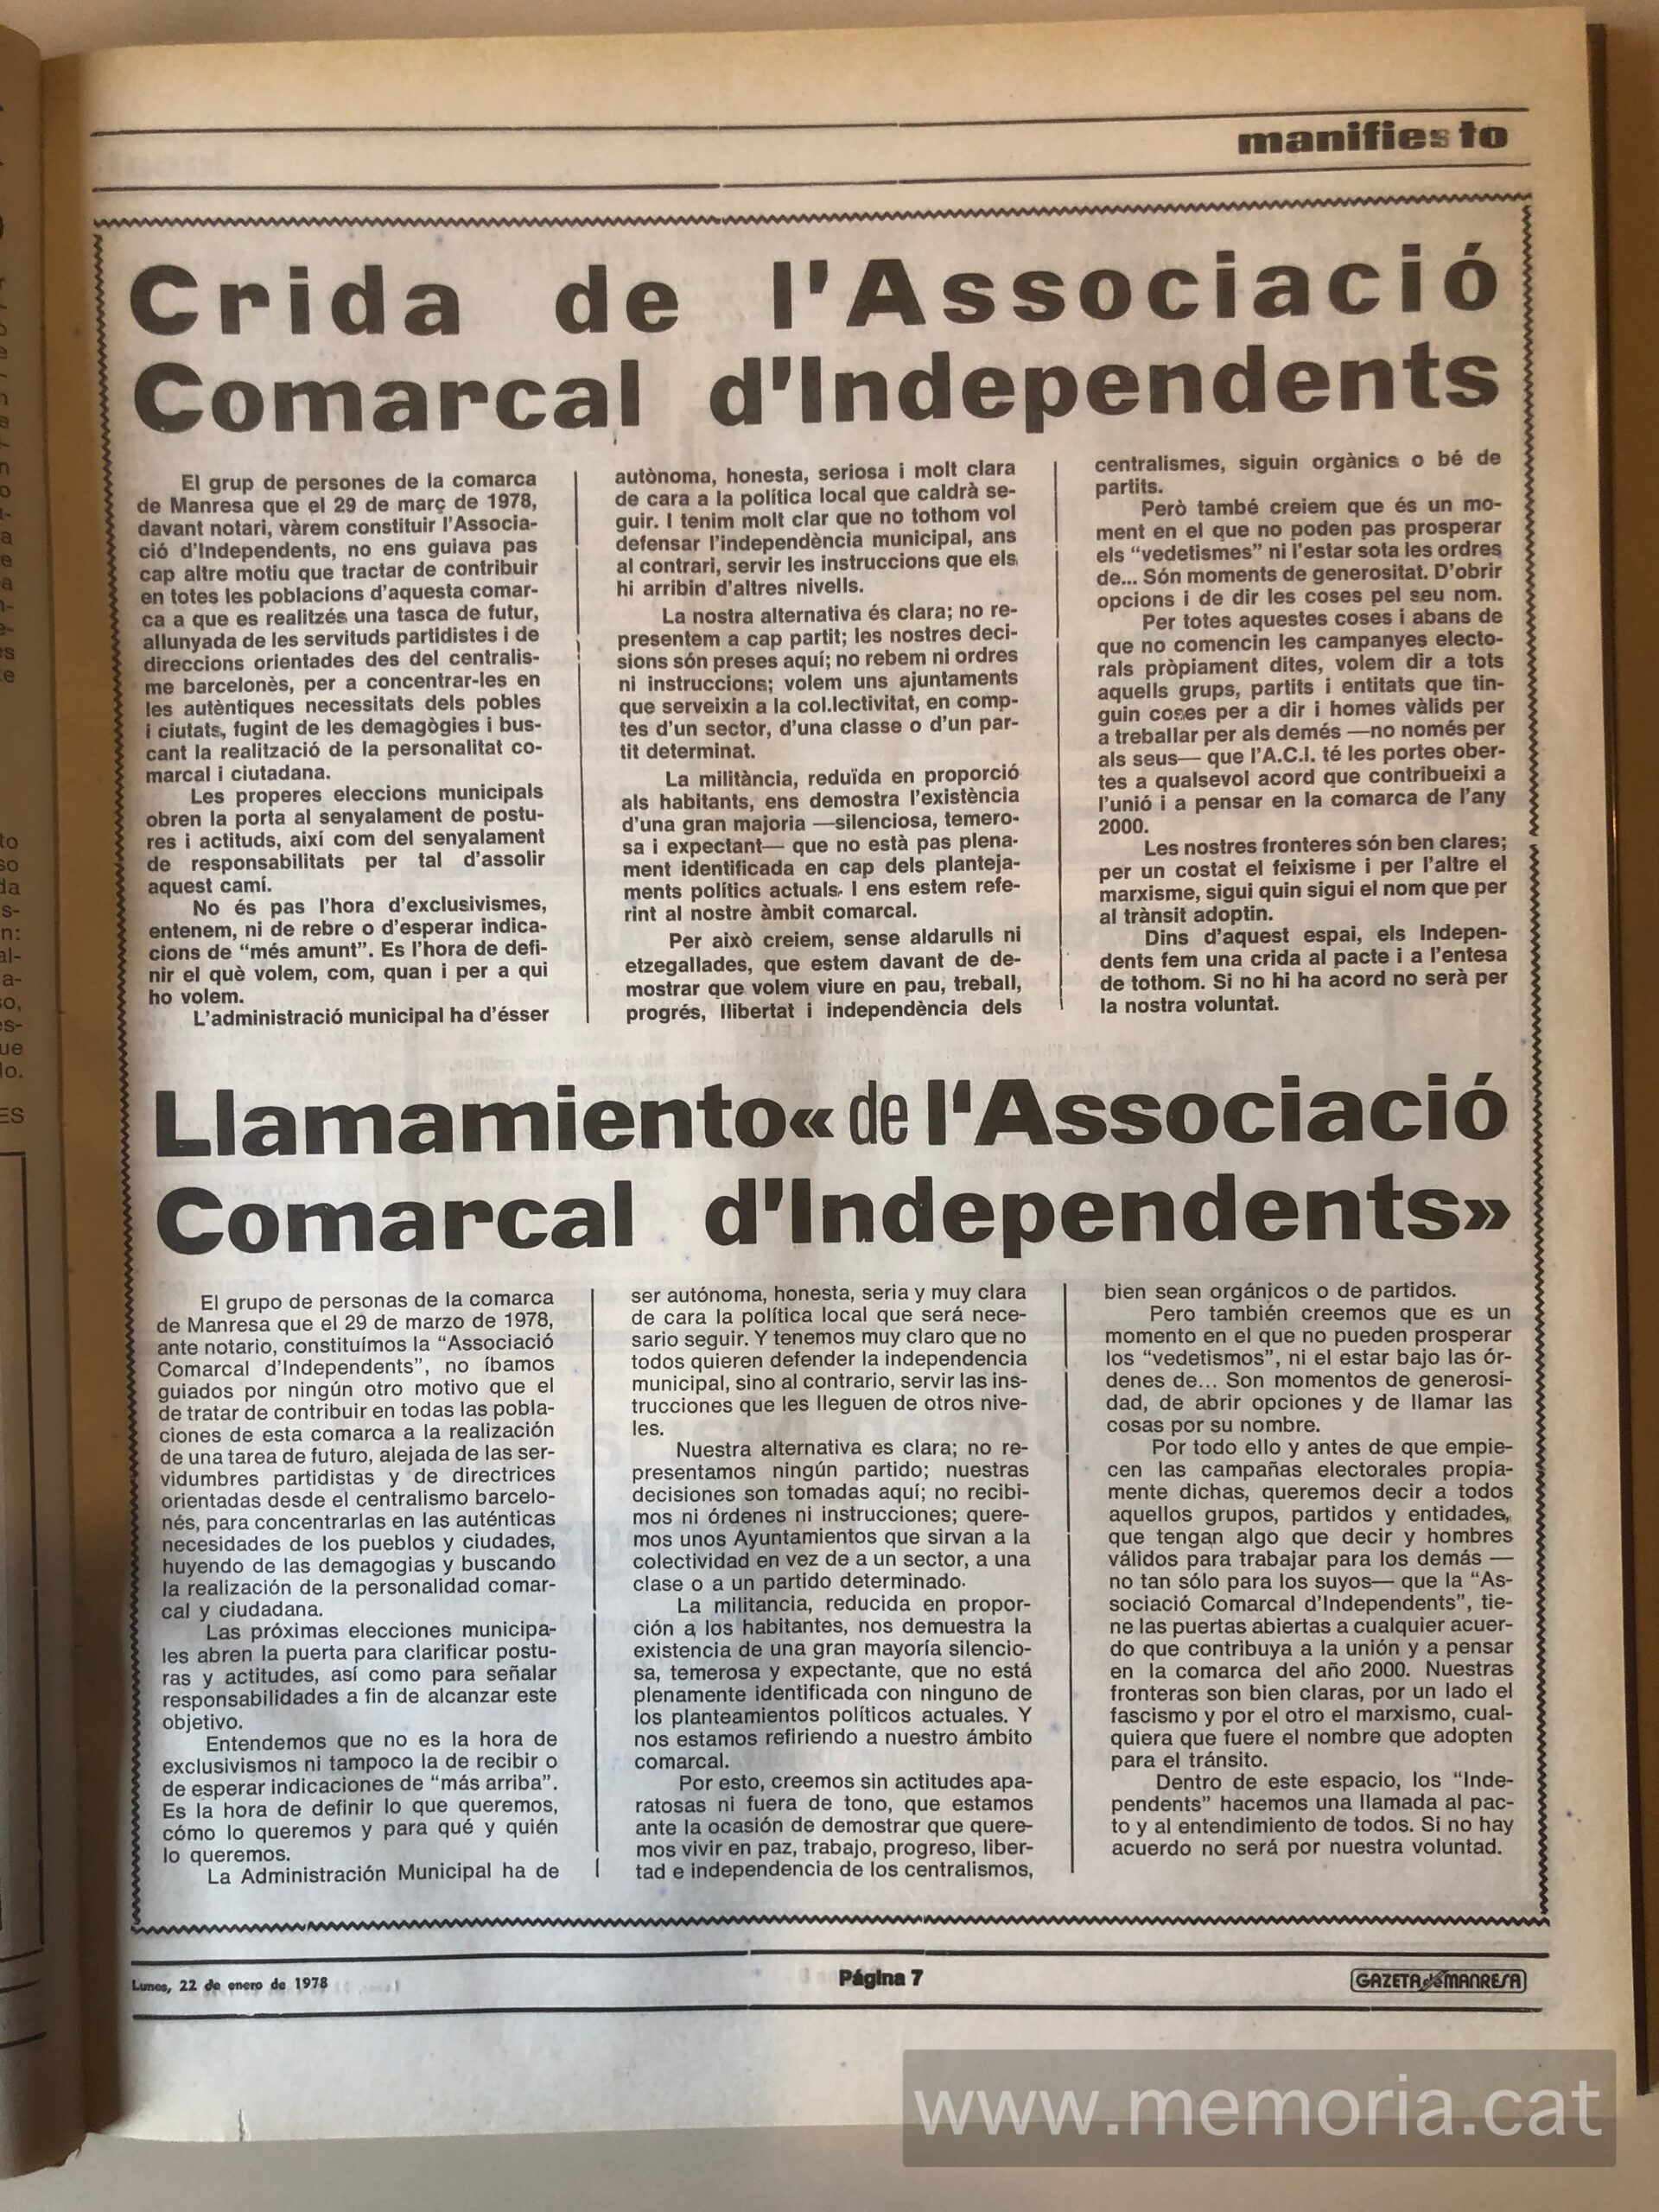 manifiesto
Crida de l'Associació
Comarcal d'Independents
El grup de persones de la comarca
de Manresa que el 29 de març de 1978,
davant notari, vàrem constituir l'Associa-
ció d'Independents, no ens guiava pas
cap altre motiu que tractar de contribuir
en totes les poblacions d'aquesta comar-
ca a que es realitzés una tasca de futur,
allunyada de les servituds partidistes i de
direccions orientades des del centralis-
me barcelonès, per a concentrar-les en
les autèntiques necessitats dels pobles
i ciutats, fugint de les demagògies i bus-
cant la realització de la personalitat co-
marcal i ciutadana.
Les properes eleccions municipals
obren la porta al senyalament de postu-
res i actituds, així com del senyalament
de responsabilitats per tal d'assolir
aquest camí.
No és pas l'hora d'exclusivismes,
entenem, ni de rebre o d'esperar indica-
cions de "més amunt". Es l'hora de defi-
nir el què volem, com, quan i per a qui
ho volem.
L'administració municipal ha d'ésser
autònoma, honesta, seriosa i molt clara
de cara a la política local que caldrà se-
guir. I tenim molt clar que no tothom vol
defensar l'independència municipal, ans
al contrari, servir les instruccions que els
hi arribin d'altres nivells.
La nostra alternativa és clara; no re-
presentem a cap partit; les nostres deci-
sions són preses aquí; no rebem ni ordres
ni instruccions; volem uns ajuntaments
que serveixin a la col.lectivitat, en comp-
tes d'un sector, d'una classe o d'un par-
tit determinat.
La militància, reduïda en proporció
als habitants, ens demostra l'existència
d'una gran majoria —silenciosa, temero-
sa i expectant— que no està pas plena-
ment identificada en cap dels planteja-
ments polítics actuals. I ens estem refe-
rint al nostre àmbit comarcal.
Per això creiem, sense aldarulls ni
etzegallades, que estem davant de de-
mostrar que volem viure en pau, treball,
progrés, llibertat i independència dels
centralismes, siguin orgànics o bé de
partits.
Però també creiem que és un mo-
ment en el que no poden pas prosperar
els "vedetismes" ni l'estar sota les ordres
de... Són moments de generositat. D'obrir
opcions i de dir les coses pel seu nom.
Per totes aquestes coses i abans de
que no comencin les campanyes electo-
rals pròpiament dites, volem dir a tots
aquells grups, partits i entitats que tin-
guin coses per a dir i homes vàlids per
a treballar per als demés —no només per
als seus— que l'A.C.I. té les portes ober-
tes a qualsevol acord que contribueixi a
l'unió i a pensar en la comarca de l'any
2000.
Les nostres fronteres són ben clares;
per un costat el feixisme i per l'altre el
marxisme, sigui quin sigui el nom que per
al trànsit adoptin.
Dins d'aquest espai, els Indepen-
dents fem una crida al pacte i a l'entesa
de tothom. Si no hi ha acord no serà per
la nostra voluntat.
Llamamiento« de l'Associació
Comarcal d'Independents»
El grupo de personas de la comarca
de Manresa que el 29 de marzo de 1978,
ante notario, constituímos la "Associació
Comarcal d'Independents", no íbamos
guiados por ningún otro motivo que el
de tratar de contribuir en todas las pobla-
ciones de esta comarca a la realización
de una tarea de futuro, alejada de las ser-
vidumbres partidistas y de directrices
orientadas desde el centralismo barcelo-
nés, para concentrarlas en las auténticas
necesidades de los pueblos y ciudades,
huyendo de las demagogias y buscando
la realización de la personalidad comar-
cal y ciudadana.
Las próximas elecciones municipa-
les abren la puerta para clarificar postu-
ras y actitudes, así como para señalar
responsabilidades a fin de alcanzar este
objetivo.
Entendemos que no es la hora de
exclusivismos ni tampoco la de recibir o
de esperar indicaciones de "más arriba".
Es la hora de definir lo que queremos,
cómo lo queremos y para qué y quién
lo queremos.
La Administración Municipal ha de
ser autónoma, honesta, seria y muy clara
de cara la política local que será nece-
sario seguir. Y tenemos muy claro que no
todos quieren defender la independencia
municipal, sino al contrario, servir las ins-
trucciones que les lleguen de otros nive-
les.
Nuestra alternativa es clara; no re-
presentamos ningún partido; nuestras
decisiones son tomadas aquí; no recibi-
mos ni órdenes ni instrucciones; quere-
mos unos Ayuntamientos que sirvan a la
colectividad en vez de a un sector, a una
clase o a un partido determinado.
La militancia, reducida en propor-
ción a los habitantes, nos demuestra la
existencia de una gran mayoría silencio-
sa, temerosa y expectante, que no está
plenamente identificada con ninguno de
los planteamientos políticos actuales. Y
nos estamos refiriendo a nuestro ámbito
comarcal.
Por esto, creemos sin actitudes apa-
ratosas ni fuera de tono, que estamos
ante la ocasión de demostrar que quere-
mos vivir en paz, trabajo, progreso, liber-
tad e independencia de los centralismos,
bien sean orgánicos o de partidos.
Pero también creemos que es un
momento en el que no pueden prosperar
los "vedetismos", ni el estar bajo las ór-
denes de... Son momentos de generosi-
dad, de abrir opciones y de llamar las
cosas por su nombre.
Por todo ello y antes de que empie-
cen las campañas electorales propia-
mente dichas, queremos decir a todos
aquellos grupos, partidos y entidades,
que tengan algo que decir y hombres
válidos para trabajar para los demás —
no tan sólo para los suyos— que la "As-
sociació Comarcal d'Independents", tie-
ne las puertas abiertas a cualquier acuer-
do que contribuya a la unión y a pensar
en la comarca del año 2000. Nuestras
fronteras son bien claras, por un lado el
fascismo y por el otro el marxismo, cual-
quiera que fuere el nombre que adopten
para el tránsito.
Dentro de este espacio, los "Inde-
pendents" hacemos una llamada al pac-
to y al entendimiento de todos. Si no hay
acuerdo no será por nuestra voluntad.
Lunes, 22 de enero de 1978
Página 7
GAZETA de MANRESA
www.memoria.cat